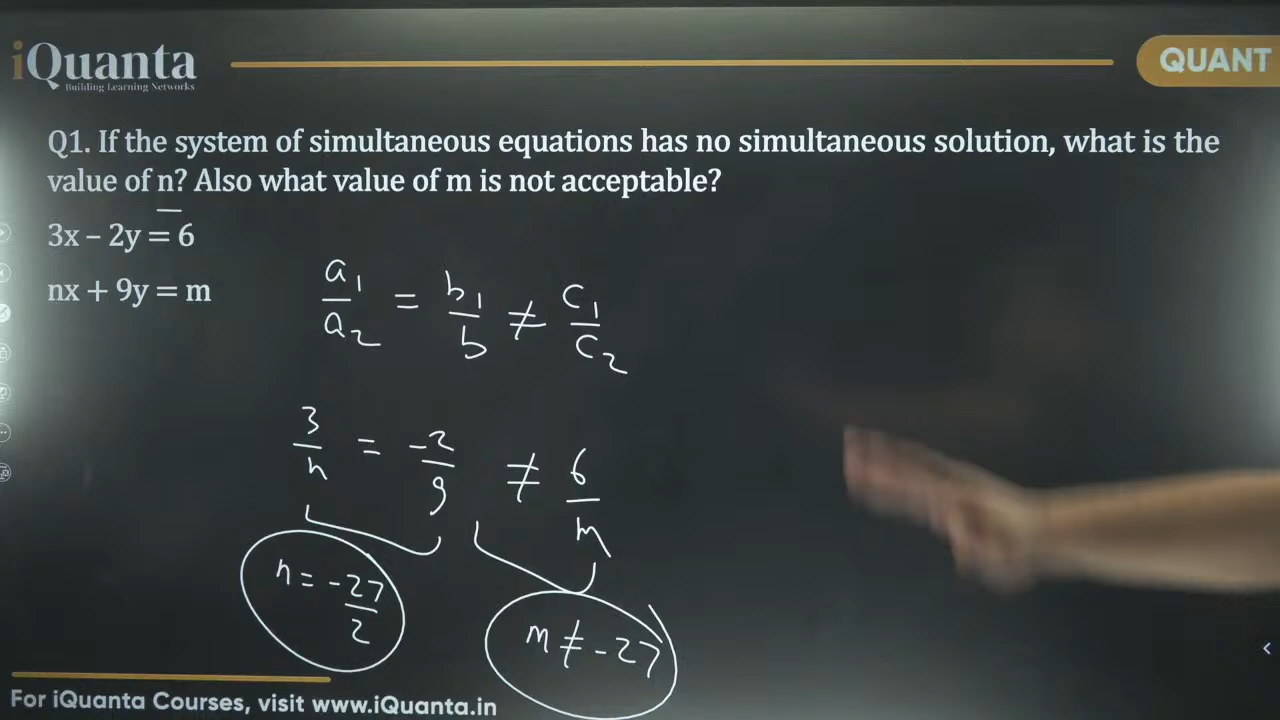 iQuanta
Building Learning Networks
QUANT
Q1. If the system of simultaneous equations has no simultaneous solution, what is the
value of n? Also what value of m is not acceptable?
3x – 2y = 6
nx + 9y = m
a₁/a₂ = b₁/b ≠ c₁/c₂
3/n = -2/9 ≠ 6/m
n = -27/2
m ≠ -27
For iQuanta Courses, visit www.iQuanta.in